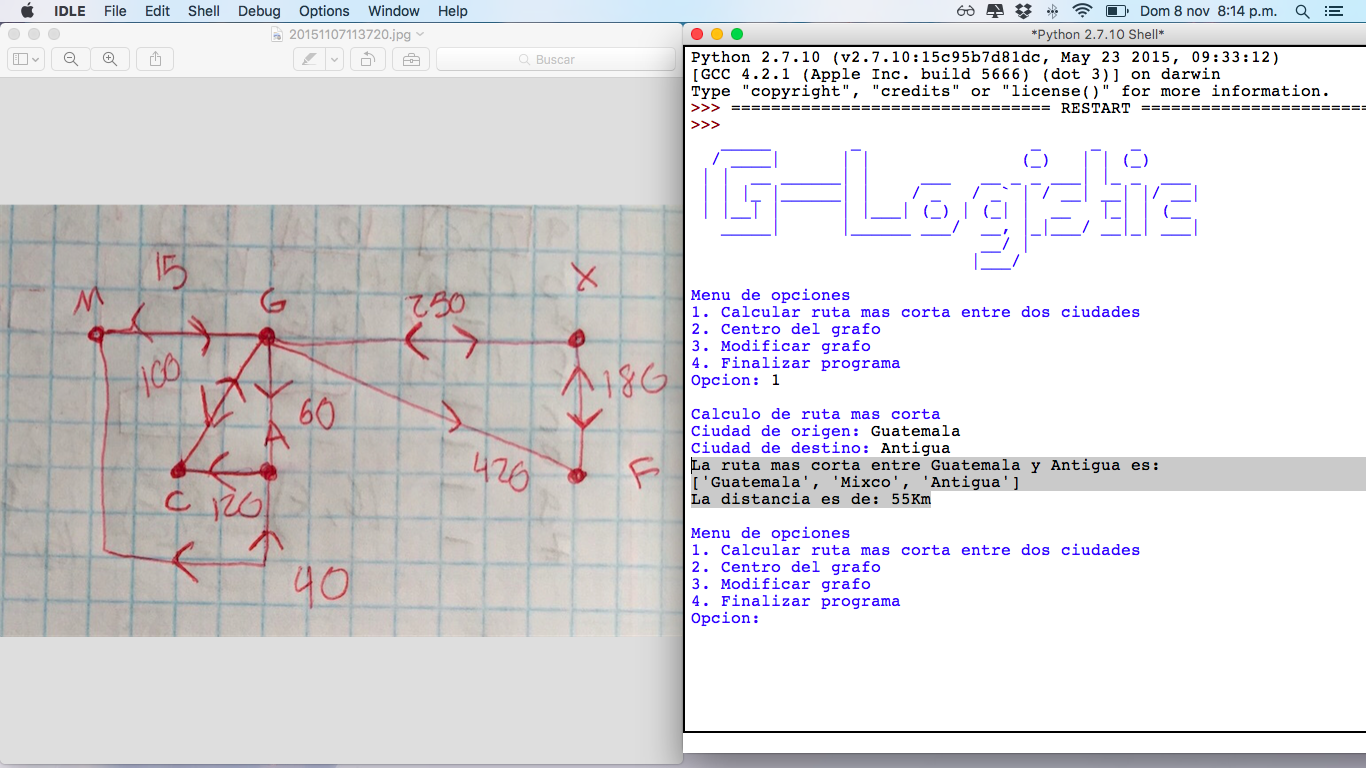 IDLE File Edit Shell Debug Options Window Help Dom 8 nov 8:14 p.m.
20151107113720.jpg
Buscar
15
M
G
250
X
100
60
180
A
420
F
C
120
40
*Python 2.7.10 Shell*
Python 2.7.10 (v2.7.10:15c95b7d81dc, May 23 2015, 09:33:12)
[GCC 4.2.1 (Apple Inc. build 5666) (dot 3)] on darwin
Type "copyright", "credits" or "license()" for more information.
>>> ================================ RESTART =======================
>>>
G-Logistic
Menu de opciones
1. Calcular ruta mas corta entre dos ciudades
2. Centro del grafo
3. Modificar grafo
4. Finalizar programa
Opcion: 1
Calculo de ruta mas corta
Ciudad de origen: Guatemala
Ciudad de destino: Antigua
La ruta mas corta entre Guatemala y Antigua es:
['Guatemala', 'Mixco', 'Antigua']
La distancia es de: 55Km
Menu de opciones
1. Calcular ruta mas corta entre dos ciudades
2. Centro del grafo
3. Modificar grafo
4. Finalizar programa
Opcion: